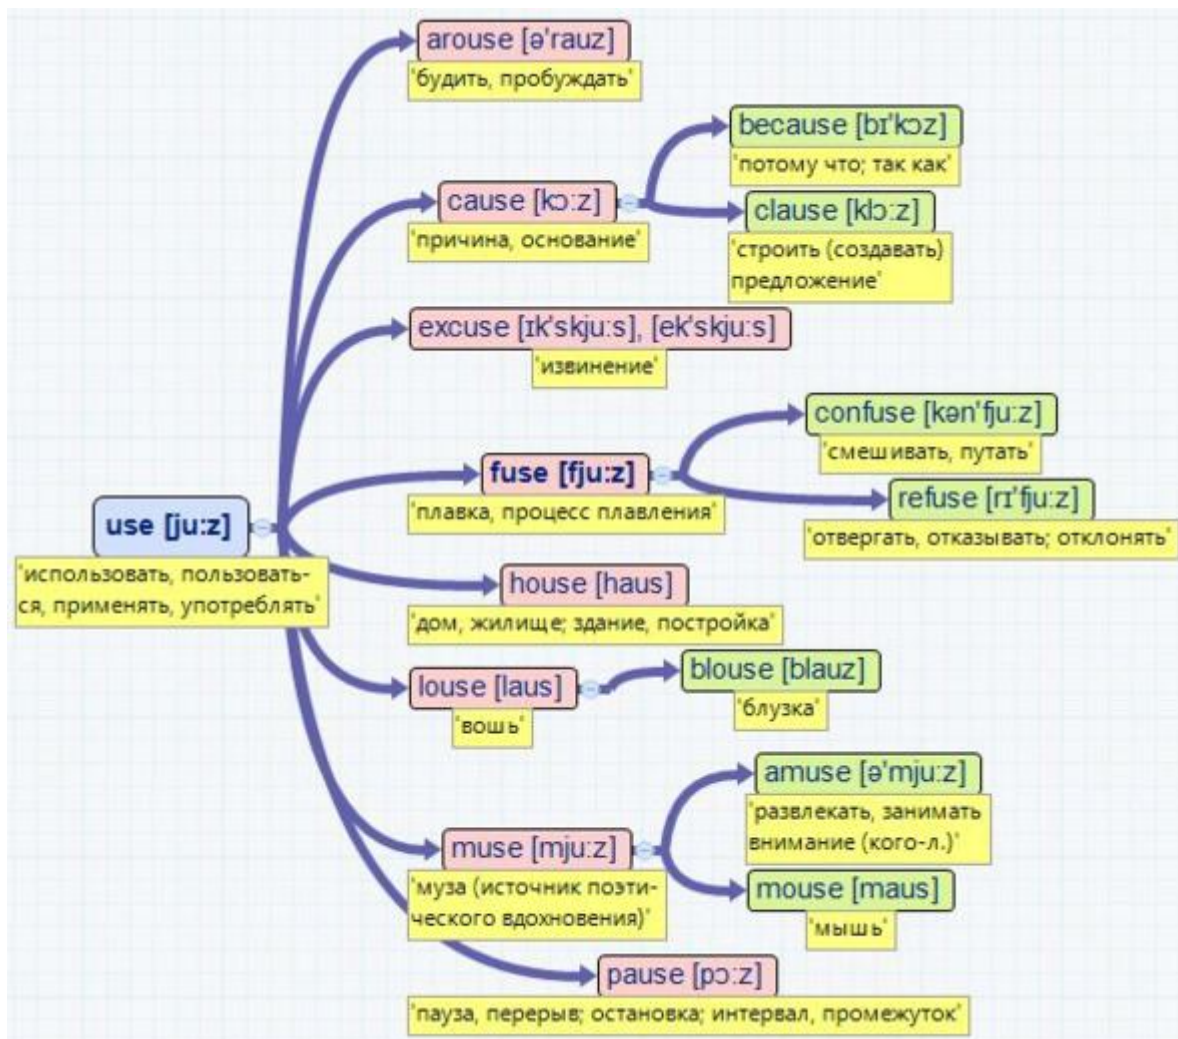 arouse [ə'rauz]
'будить, пробуждать'
because [bɪ'kɔz]
'потому что; так как'
cause [kɔ:z]
'причина, основание'
clause [klɔ:z]
'строить (создавать)
предложение'
excuse [ɪk'skju:s], [ek'skju:s]
'извинение'
confuse [kən'fju:z]
'смешивать, путать'
fuse [fju:z]
'плавка, процесс плавления'
refuse [rɪ'fju:z]
'отвергать, отказывать; отклонять'
use [ju:z]
'использовать, пользовать-
ся, применять, употреблять'
house [haus]
'дом, жилище; здание, постройка'
louse [laus]
'вошь'
blouse [blauz]
'блузка'
amuse [ə'mju:z]
'развлекать, занимать
внимание (кого-л.)'
muse [mju:z]
'муза (источник поэти-
ческого вдохновения)'
mouse [maus]
'мышь'
pause [pɔ:z]
'пауза, перерыв; остановка; интервал, промежуток'